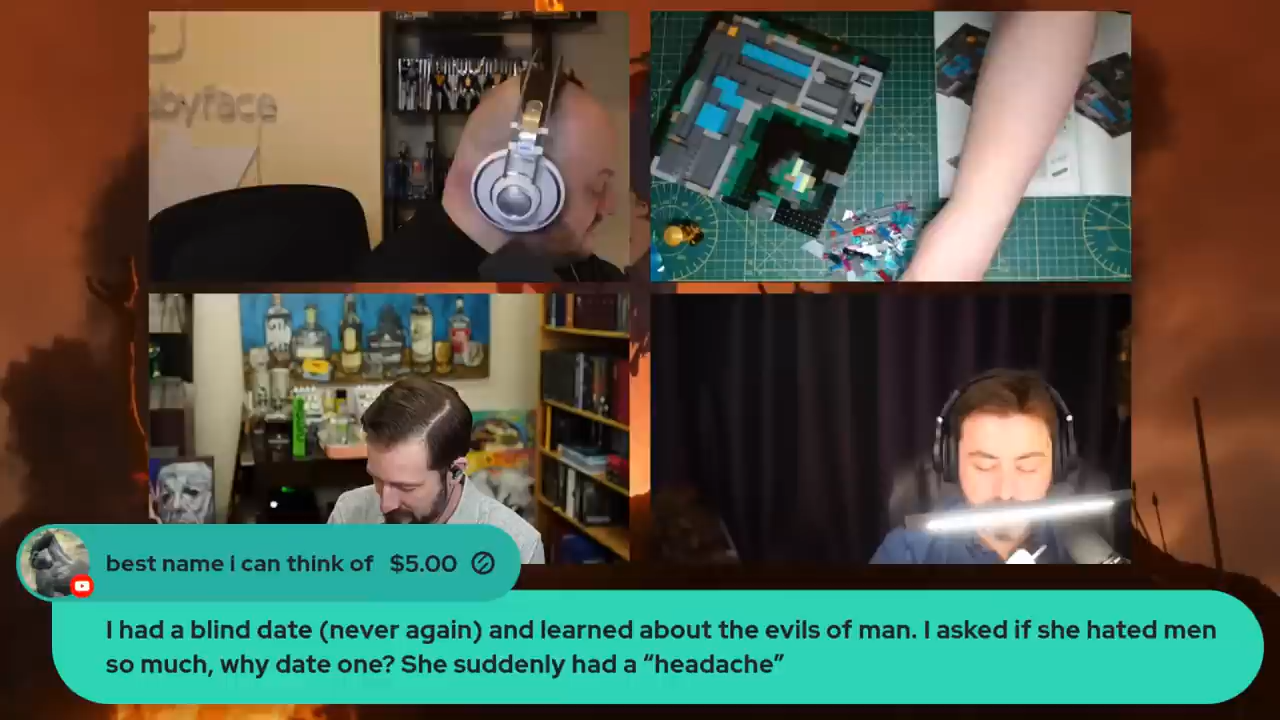 abyface
best name i can think of $5.00
I had a blind date (never again) and learned about the evils of man. I asked if she hated men
so much, why date one? She suddenly had a “headache”